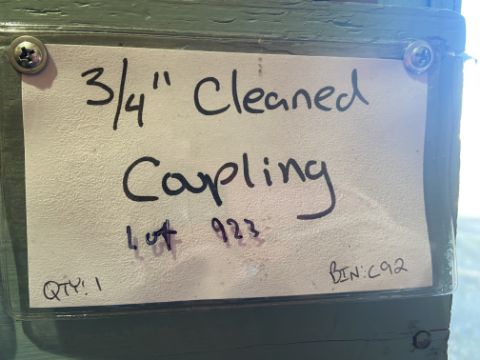 3/4" Cleaned
Coupling
Lot 923
QTY: 1
BIN: C92